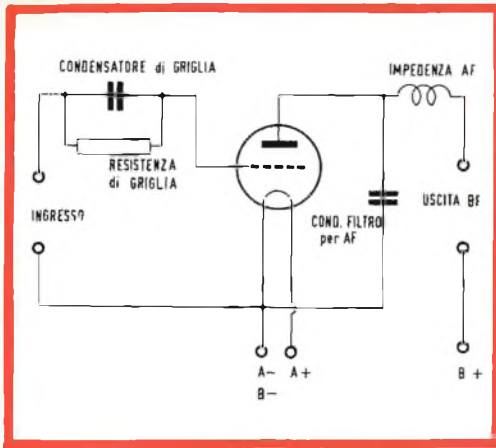 CONDENSATORE di GRIGLIA
IMPEDENZA AF
RESISTENZA
di GRIGLIA
INGRESSO
COND. FILTRO
per AF
USCITA BF
A-
A+
B-
B+